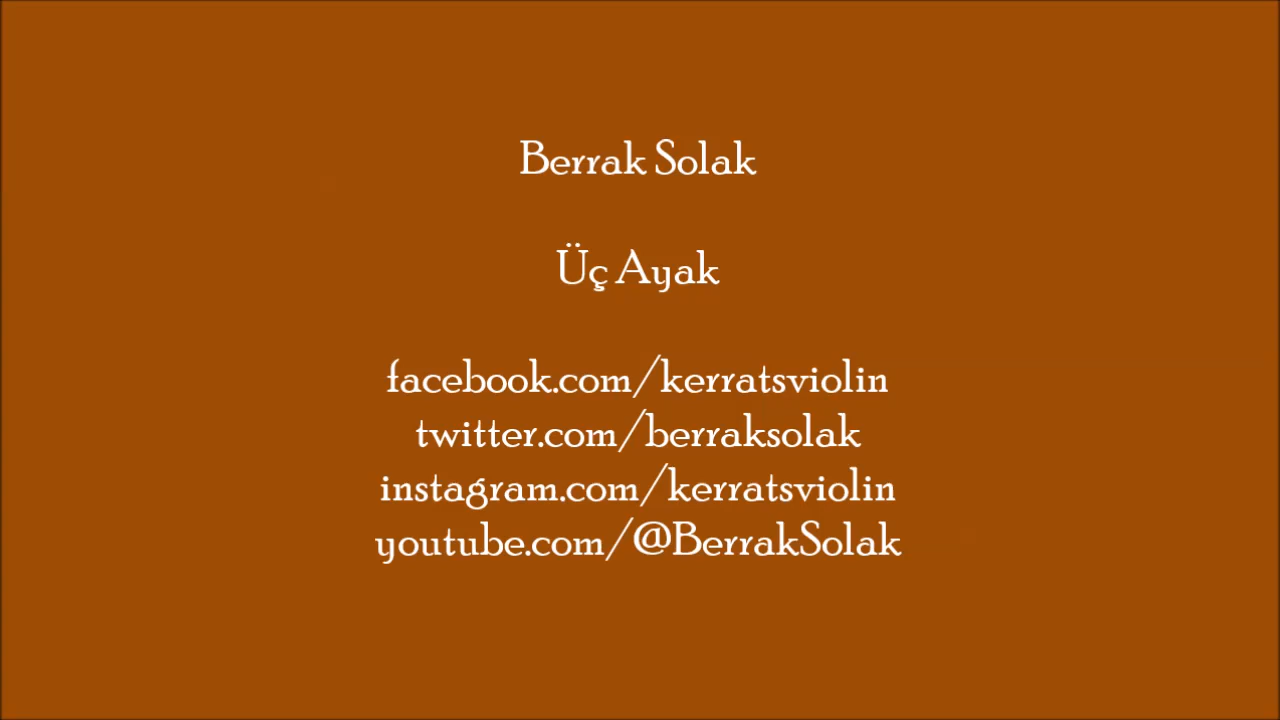 Berrak Solak
Üç Ayak
facebook.com/kerratsviolin
twitter.com/berraksolak
instagram.com/kerratsviolin
youtube.com/@BerrakSolak